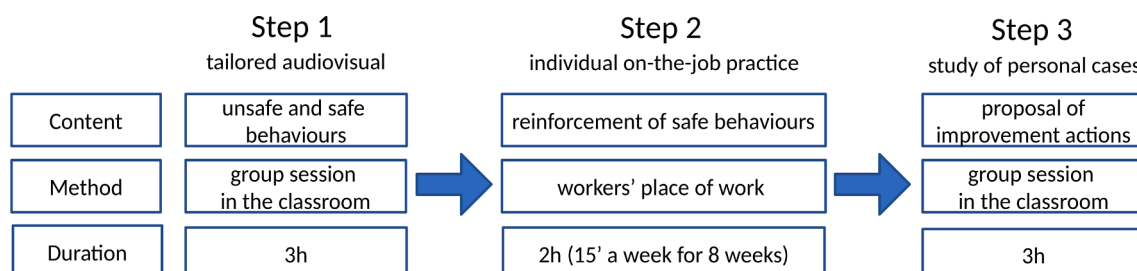 Step 1
Step 2
Step 3
tailored audiovisual
individual on-the-job practice
study of personal cases
Content
unsafe and safe
behaviours
reinforcement of safe behaviours
proposal of
improvement actions
Method
group session
in the classroom
workers’ place of work
group session
in the classroom
Duration
3h
2h (15’ a week for 8 weeks)
3h